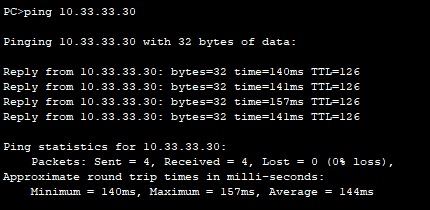 PC>ping 10.33.33.30
Pinging 10.33.33.30 with 32 bytes of data:
Reply from 10.33.33.30: bytes=32 time=140ms TTL=126
Reply from 10.33.33.30: bytes=32 time=141ms TTL=126
Reply from 10.33.33.30: bytes=32 time=157ms TTL=126
Reply from 10.33.33.30: bytes=32 time=141ms TTL=126
Ping statistics for 10.33.33.30:
Packets: Sent = 4, Received = 4, Lost = 0 (0% loss),
Approximate round trip times in milli-seconds:
Minimum = 140ms, Maximum = 157ms, Average = 144ms